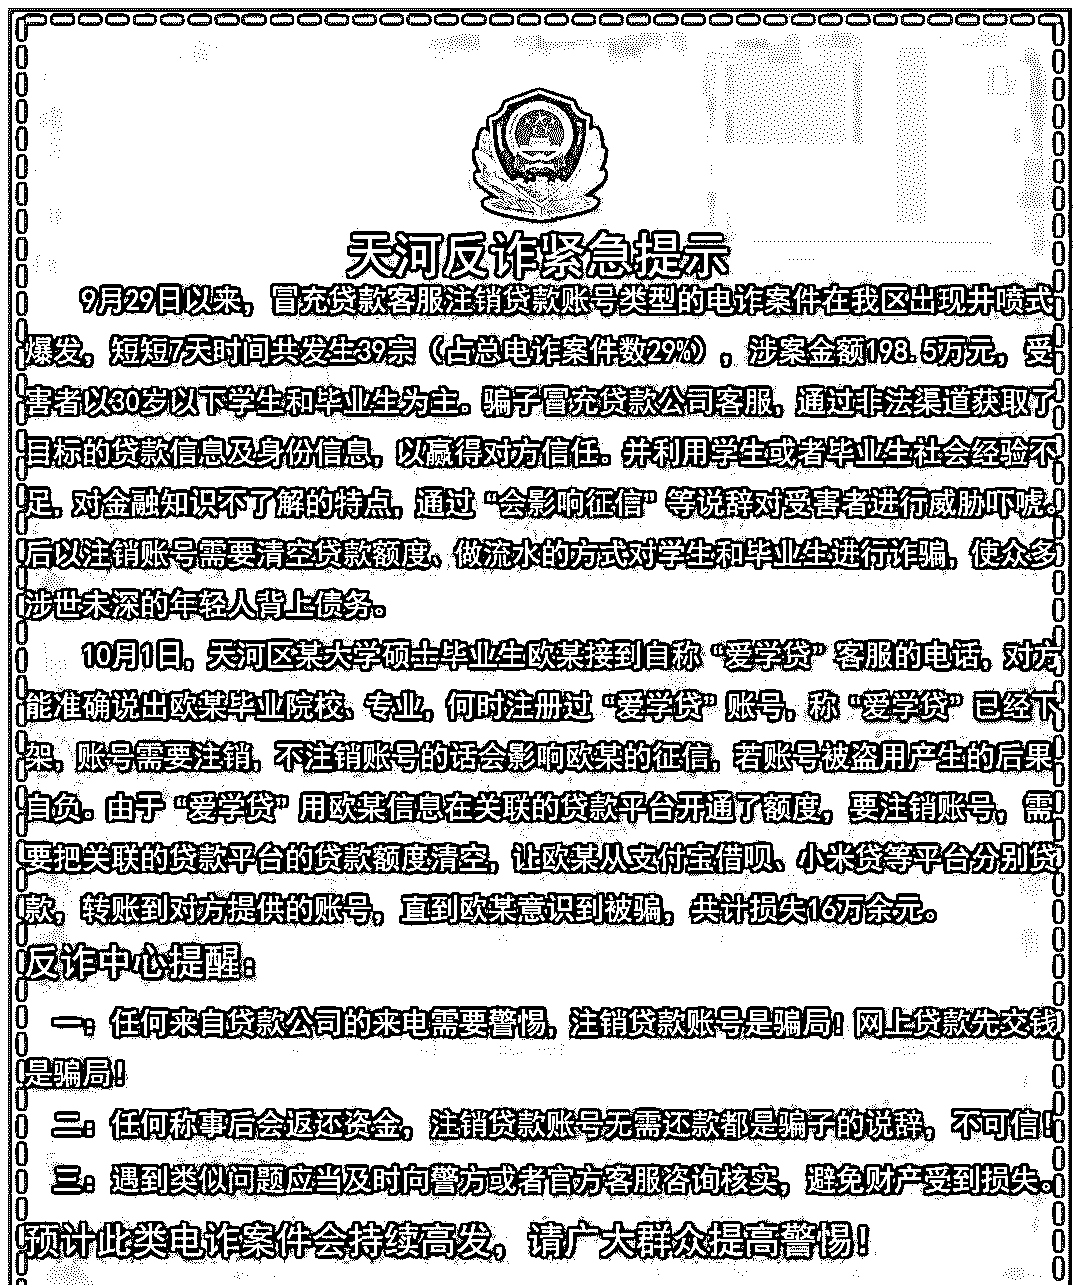 天河反诈紧急提示
9月29日以来，冒充贷款客服注销贷款账号类型的电诈案件在我区出现井喷式
爆发，短短7天时间共发生39宗（占总电诈案件数29%），涉案金额198.5万元，受
害者以30岁以下学生和毕业生为主。骗子冒充贷款公司客服，通过非法渠道获取了
目标的贷款信息及身份信息，以赢得对方信任。并利用学生或者毕业生社会经验不
足，对金融知识不了解的特点，通过“会影响征信”等说辞对受害者进行威胁吓唬。
后以注销账号需要清空贷款额度、做流水的方式对学生和毕业生进行诈骗，使众多
涉世未深的年轻人背上债务。
10月1日，天河区某大学硕士毕业生欧某接到自称“爱学贷”客服的电话，对方
能准确说出欧某毕业院校、专业，何时注册过“爱学贷”账号，称“爱学贷”已经下
架，账号需要注销，不注销账号的话会影响欧某的征信，若账号被盗用产生的后果
自负。由于“爱学贷”用欧某信息在关联的贷款平台开通了额度，要注销账号，需
要把关联的贷款平台的贷款额度清空，让欧某从支付宝借呗、小米贷等平台分别贷
款，转账到对方提供的账号，直到欧某意识到被骗，共计损失16万余元。
反诈中心提醒：
一：任何来自贷款公司的来电需要警惕，注销贷款账号是骗局！网上贷款先交钱
是骗局！
二：任何称事后会返还资金，注销贷款账号无需还款都是骗子的说辞，不可信！
三：遇到类似问题应当及时向警方或者官方客服咨询核实，避免财产受到损失。
预计此类电诈案件会持续高发，请广大群众提高警惕！